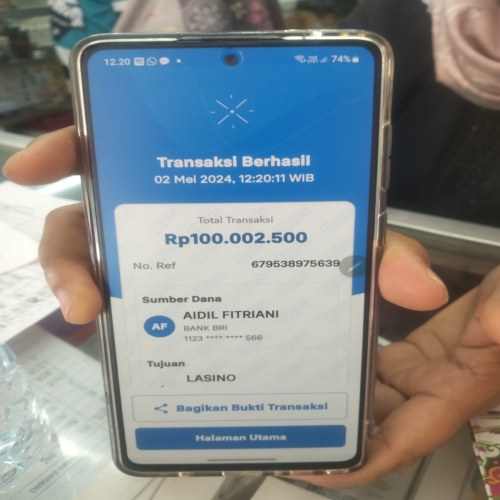 12.20
74%
Transaksi Berhasil
02 Mei 2024, 12:20:11 WIB
Total Transaksi
Rp100.002.500
No. Ref 679538975639
Sumber Dana
AF
AIDIL FITRIANI
BANK BRI
1123 **** **** 566
Tujuan
LASINO
Bagikan Bukti Transaksi
Halaman Utama